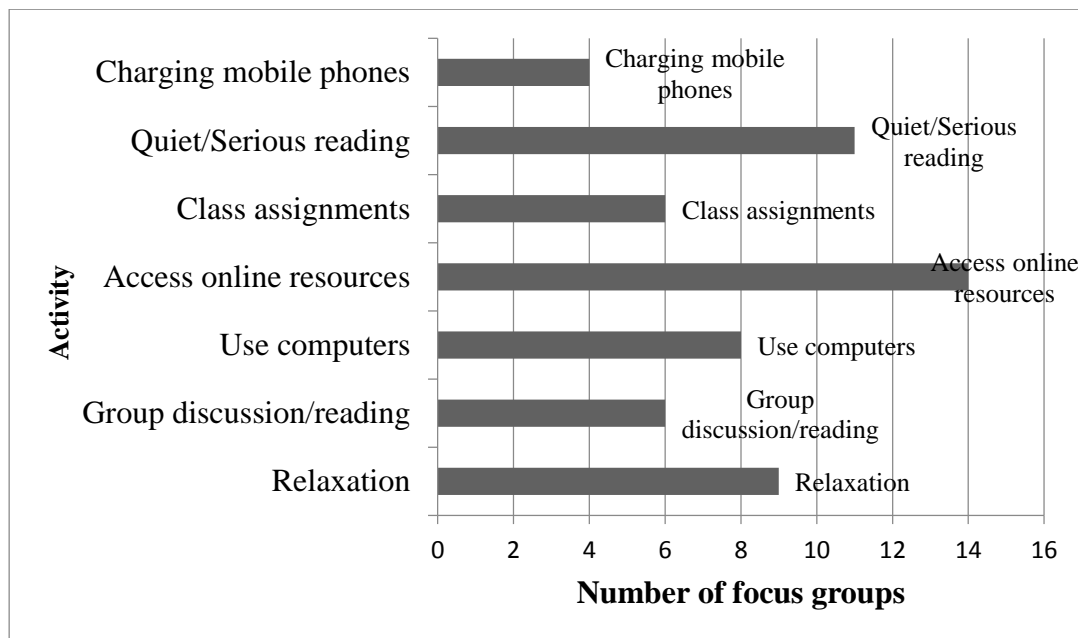 Charging mobile phones
Charging mobile
phones
Quiet/Serious reading
Quiet/Serious
reading
Class assignments
Class assignments
Activity
Access online resources
Access online
resources
Use computers
Use computers
Group discussion/reading
Group
discussion/reading
Relaxation
Relaxation
0 2 4 6 8 10 12 14 16
Number of focus groups